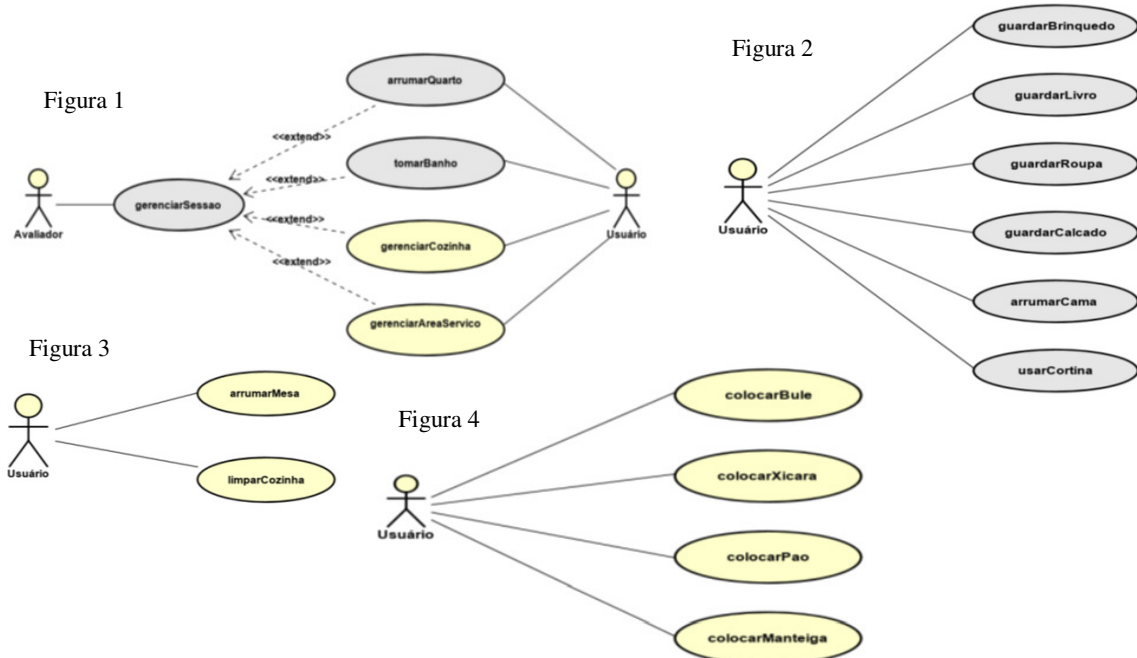 Figura 1
arrumarQuarto
<<extend>>
tomarBanho
<<extend>>
gerenciarSessao
Avaliador
<<extend>>
gerenciarCozinha
<<extend>>
gerenciarAreaServico
Usuário
Figura 2
guardarBrinquedo
guardarLivro
guardarRoupa
Usuário
guardarCalcado
arrumarCama
usarCortina
Figura 3
arrumarMesa
Usuário
limparCozinha
Figura 4
colocarBule
colocarXicara
Usuário
colocarPao
colocarManteiga